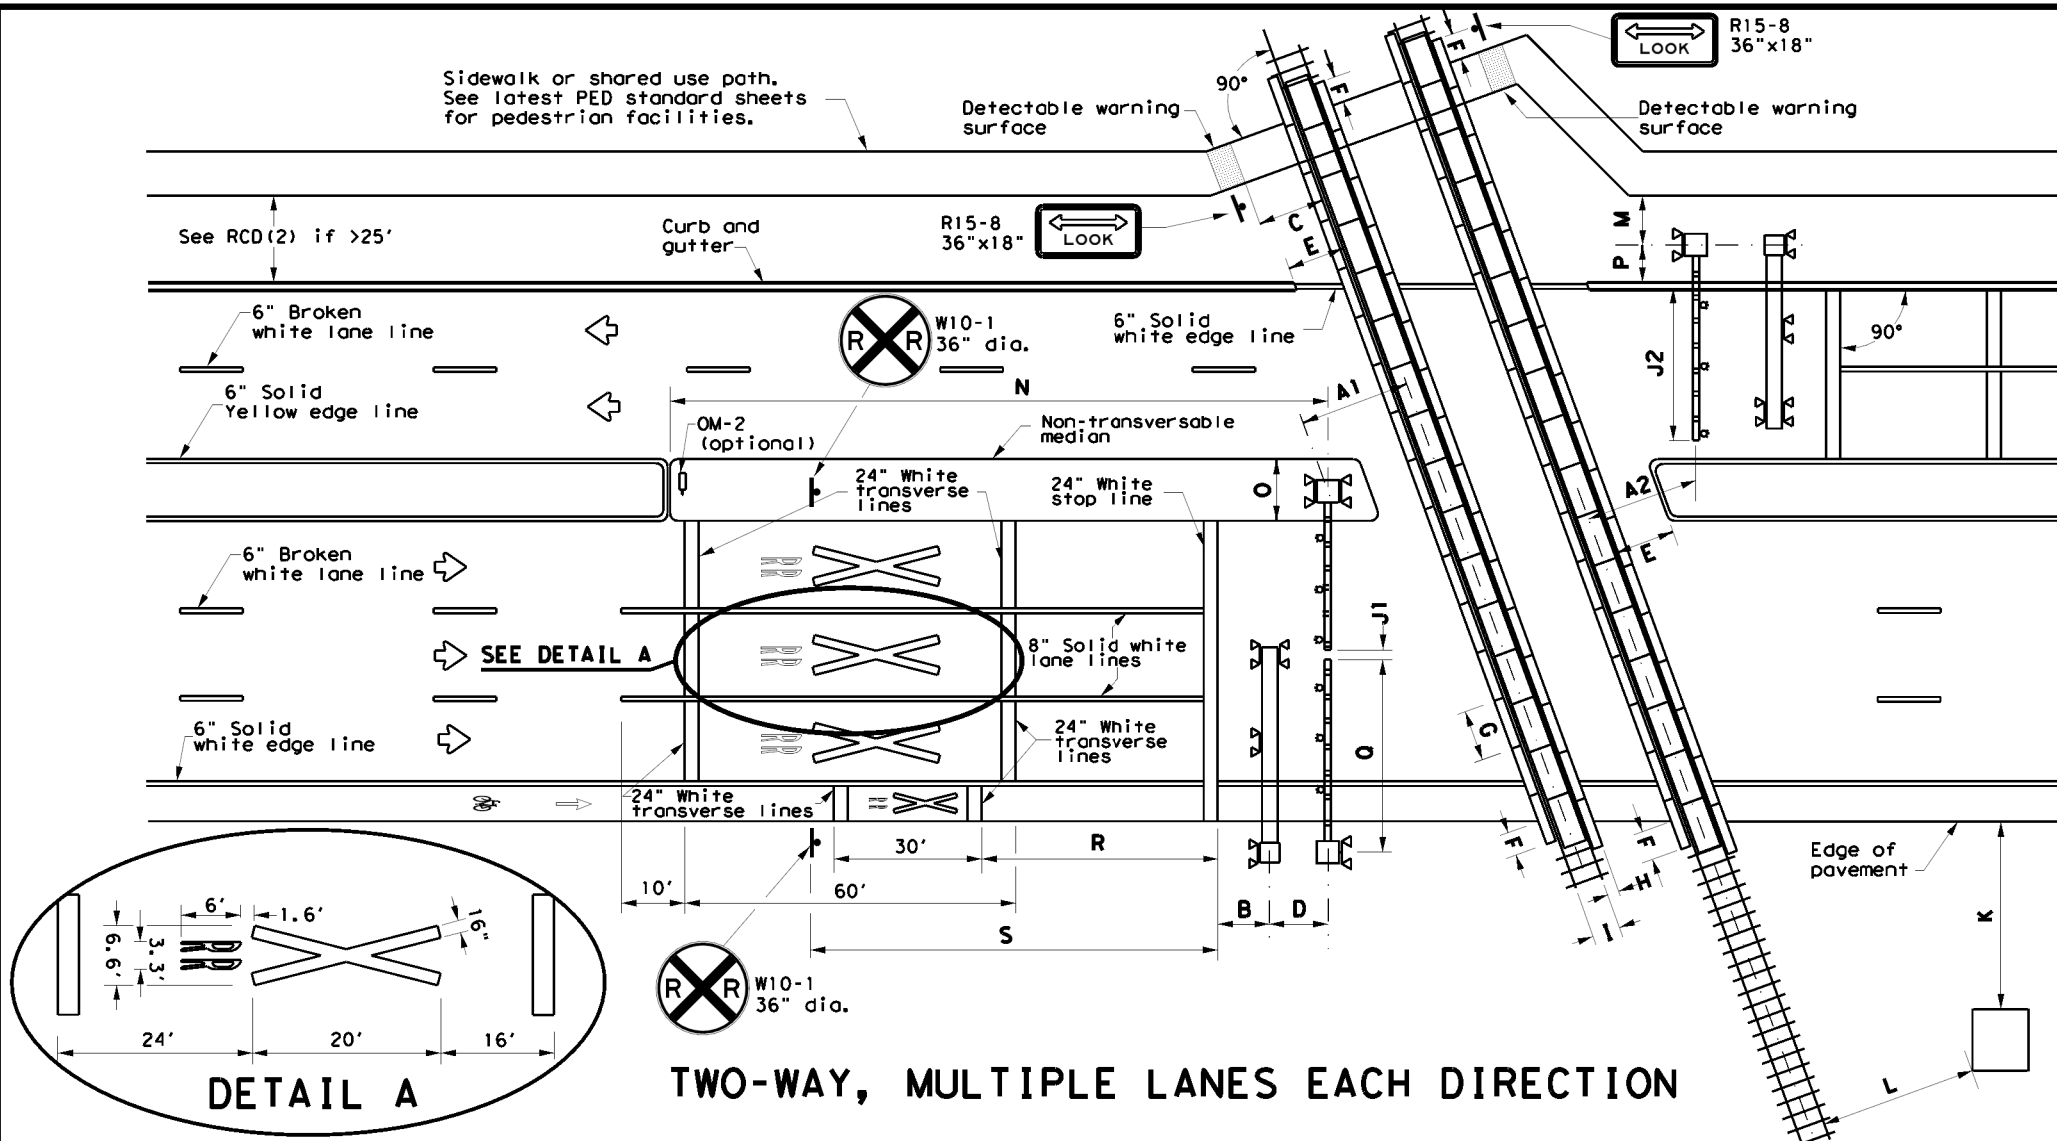 Sidewalk or shared use path.
See latest PED standard sheets
for pedestrian facilities.
90°
F
F
LOOK
R15-8
36"x18"
Detectable warning
surface
Detectable warning
surface
See RCD(2) if >25'
Curb and
gutter
R15-8
36"x18"
LOOK
C
E
M
P
6" Broken
white lane line
R R
W10-1
36" dia.
6" Solid
white edge line
90°
J2
N
A1
6" Solid
Yellow edge line
OM-2
(optional)
Non-transversable
median
24" White
transverse
lines
24" White
stop line
O
A2
E
6" Broken
white lane line
R R
SEE DETAIL A
R R
8" Solid white
lane lines
J1
6" Solid
white edge line
R R
24" White
transverse
lines
Q
G
24" White
transverse lines
R R
30'
R
F
F
H
I
10'
60'
B
D
S
Edge of
pavement
K
R R
W10-1
36" dia.
6'
1.6'
16"
6.6'
3.3'
R R
24'
20'
16'
DETAIL A
TWO-WAY, MULTIPLE LANES EACH DIRECTION
L